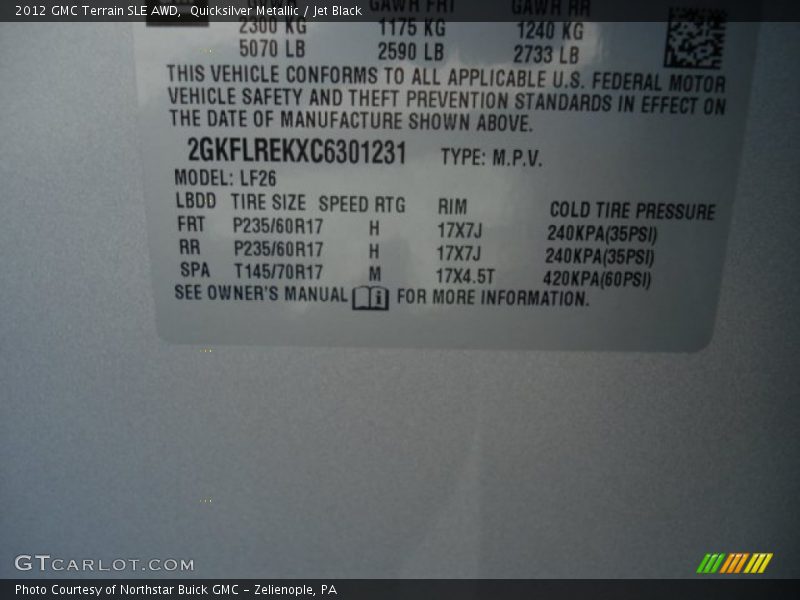 2012 GMC Terrain SLE AWD, Quicksilver Metallic / Jet Black
GAWR FRT GAWR RR
2300 KG 1175 KG 1240 KG
5070 LB 2590 LB 2733 LB
THIS VEHICLE CONFORMS TO ALL APPLICABLE U.S. FEDERAL MOTOR
VEHICLE SAFETY AND THEFT PREVENTION STANDARDS IN EFFECT ON
THE DATE OF MANUFACTURE SHOWN ABOVE.
2GKFLREKXC6301231 TYPE: M.P.V.
MODEL: LF26
LBDD TIRE SIZE SPEED RTG RIM COLD TIRE PRESSURE
FRT P235/60R17 H 17X7J 240KPA(35PSI)
RR P235/60R17 H 17X7J 240KPA(35PSI)
SPA T145/70R17 M 17X4.5T 420KPA(60PSI)
SEE OWNER'S MANUAL FOR MORE INFORMATION.
GTCARLOT.COM
Photo Courtesy of Northstar Buick GMC - Zelienople, PA